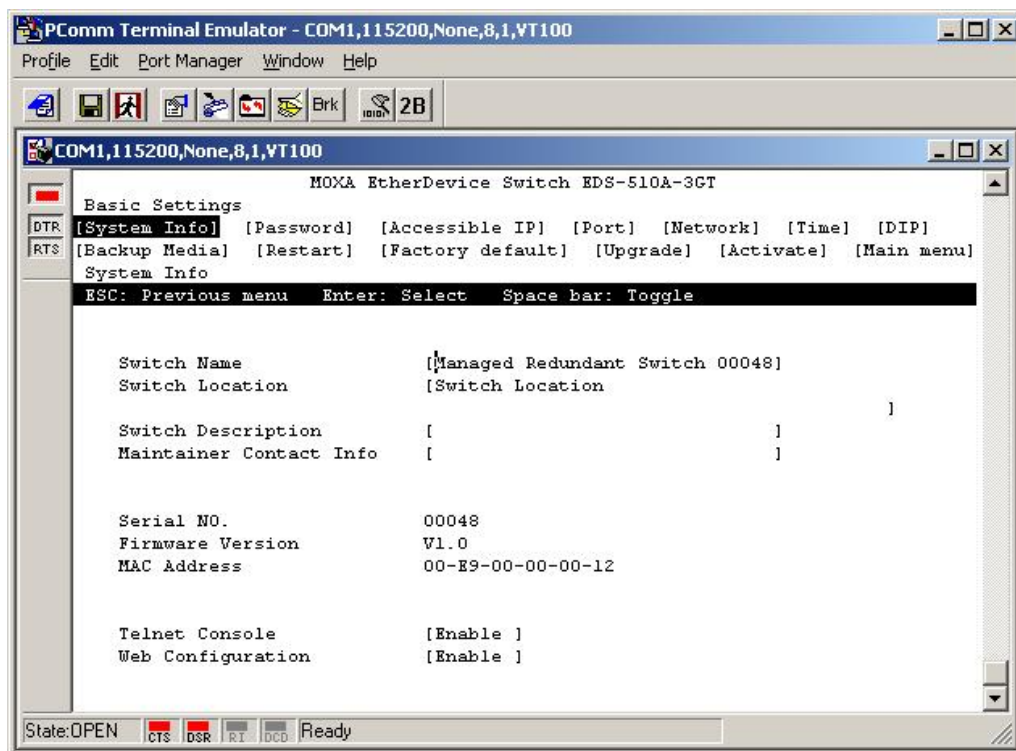 PComm Terminal Emulator - COM1,115200,None,8,1,VT100
Profile Edit Port Manager Window Help
Brk 2B
COM1,115200,None,8,1,VT100
MOXA EtherDevice Switch EDS-510A-3GT
Basic Settings
DTR [System Info] [Password] [Accessible IP] [Port] [Network] [Time] [DIP]
RTS [Backup Media] [Restart] [Factory default] [Upgrade] [Activate] [Main menu]
System Info
ESC: Previous menu Enter: Select Space bar: Toggle
Switch Name [Managed Redundant Switch 00048]
Switch Location [Switch Location
]
Switch Description [ ]
Maintainer Contact Info [ ]
Serial NO. 00048
Firmware Version V1.0
MAC Address 00-E9-00-00-00-12
Telnet Console [Enable ]
Web Configuration [Enable ]
State:OPEN CTS DSR RI DCD Ready